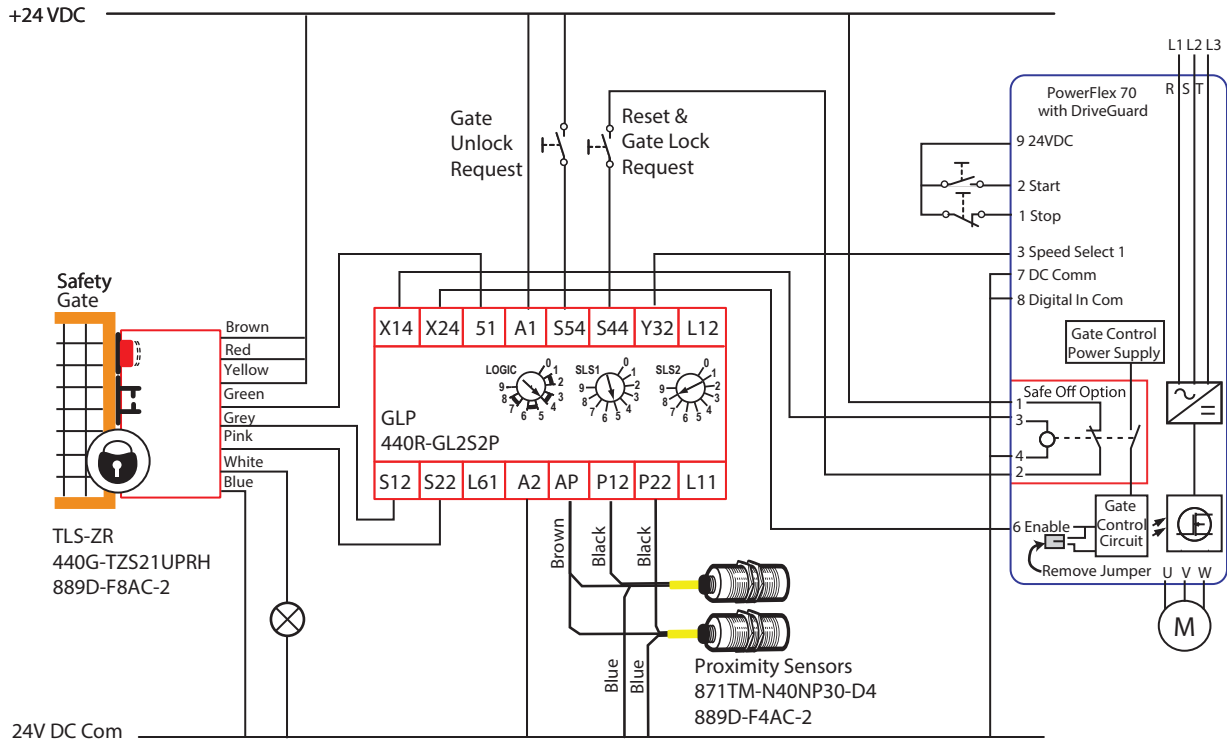 +24 VDC
L1 L2 L3
R S T
PowerFlex 70
with DriveGuard
9 24VDC
2 Start
1 Stop
3 Speed Select 1
7 DC Comm
8 Digital In Com
Gate Control
Power Supply
Safe Off Option
1
3
4
2
6 Enable
Gate
Control
Circuit
Remove Jumper
U V W
M
Gate
Unlock
Request
Reset &
Gate Lock
Request
Safety
Gate
Brown
Red
Yellow
Green
Grey
Pink
White
Blue
TLS-ZR
440G-TZS21UPRH
889D-F8AC-2
X14 X24 51 A1 S54 S44 Y32 L12
LOGIC
0
1
2
3
4
5
6
7
8
9
SLS1
0
1
2
3
4
5
6
7
8
9
SLS2
0
1
2
3
4
5
6
7
8
9
GLP
440R-GL2S2P
S12 S22 L61 A2 AP P12 P22 L11
Brown
Black
Black
Blue
Blue
Proximity Sensors
871TM-N40NP30-D4
889D-F4AC-2
24V DC Com